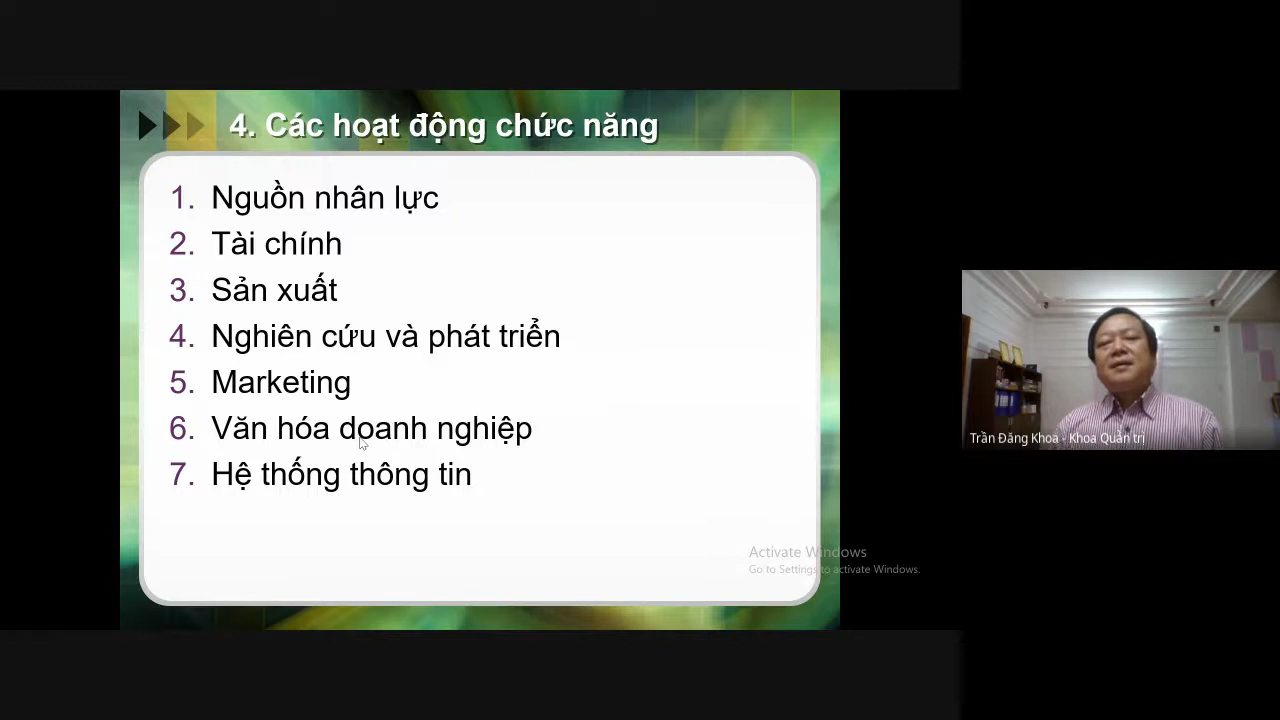 4. Các hoạt động chức năng
1. Nguồn nhân lực
2. Tài chính
3. Sản xuất
4. Nghiên cứu và phát triển
5. Marketing
6. Văn hóa doanh nghiệp
7. Hệ thống thông tin
Activate Windows
Go to Settings to activate Windows.
Trần Đăng Khoa - Khoa Quản trị